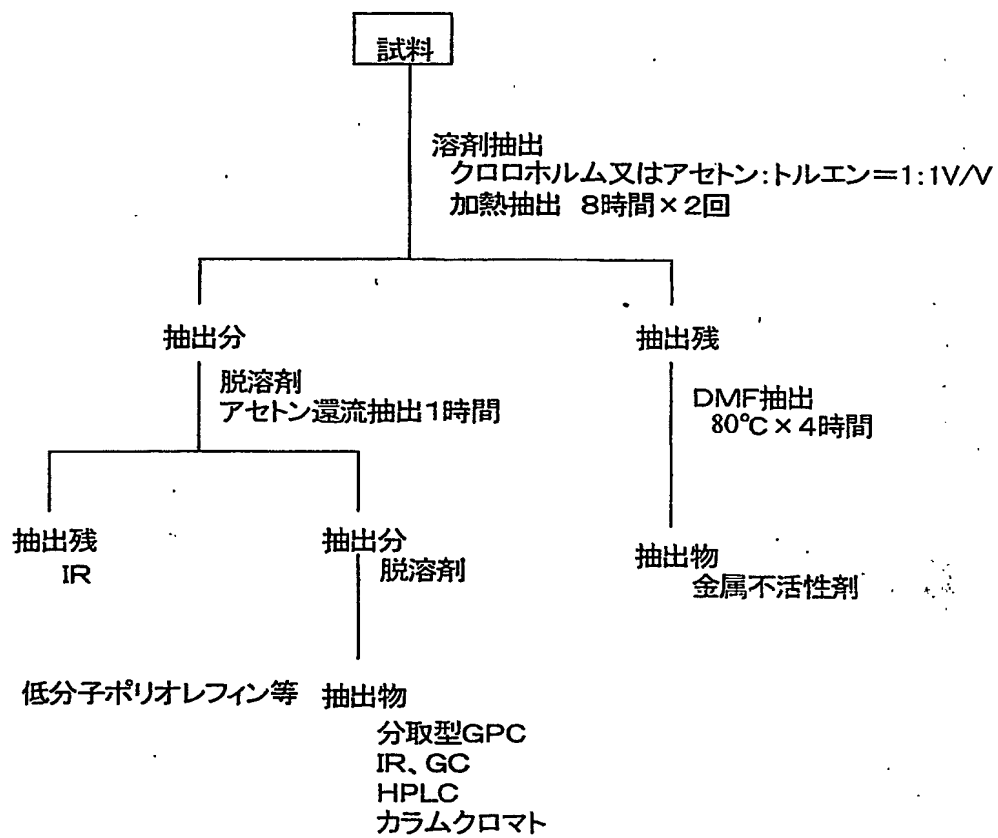 試料
溶剤抽出
クロロホルム又はアセトン:トルエン=1:1V/V
加熱抽出 8時間×2回
抽出分
抽出残
脱溶剤
アセトン還流抽出1時間
DMF抽出
80℃×4時間
抽出残
IR
抽出分
脱溶剤
抽出物
金属不活性剤
低分子ポリオレフィン等
抽出物
分取型GPC
IR、GC
HPLC
カラムクロマト